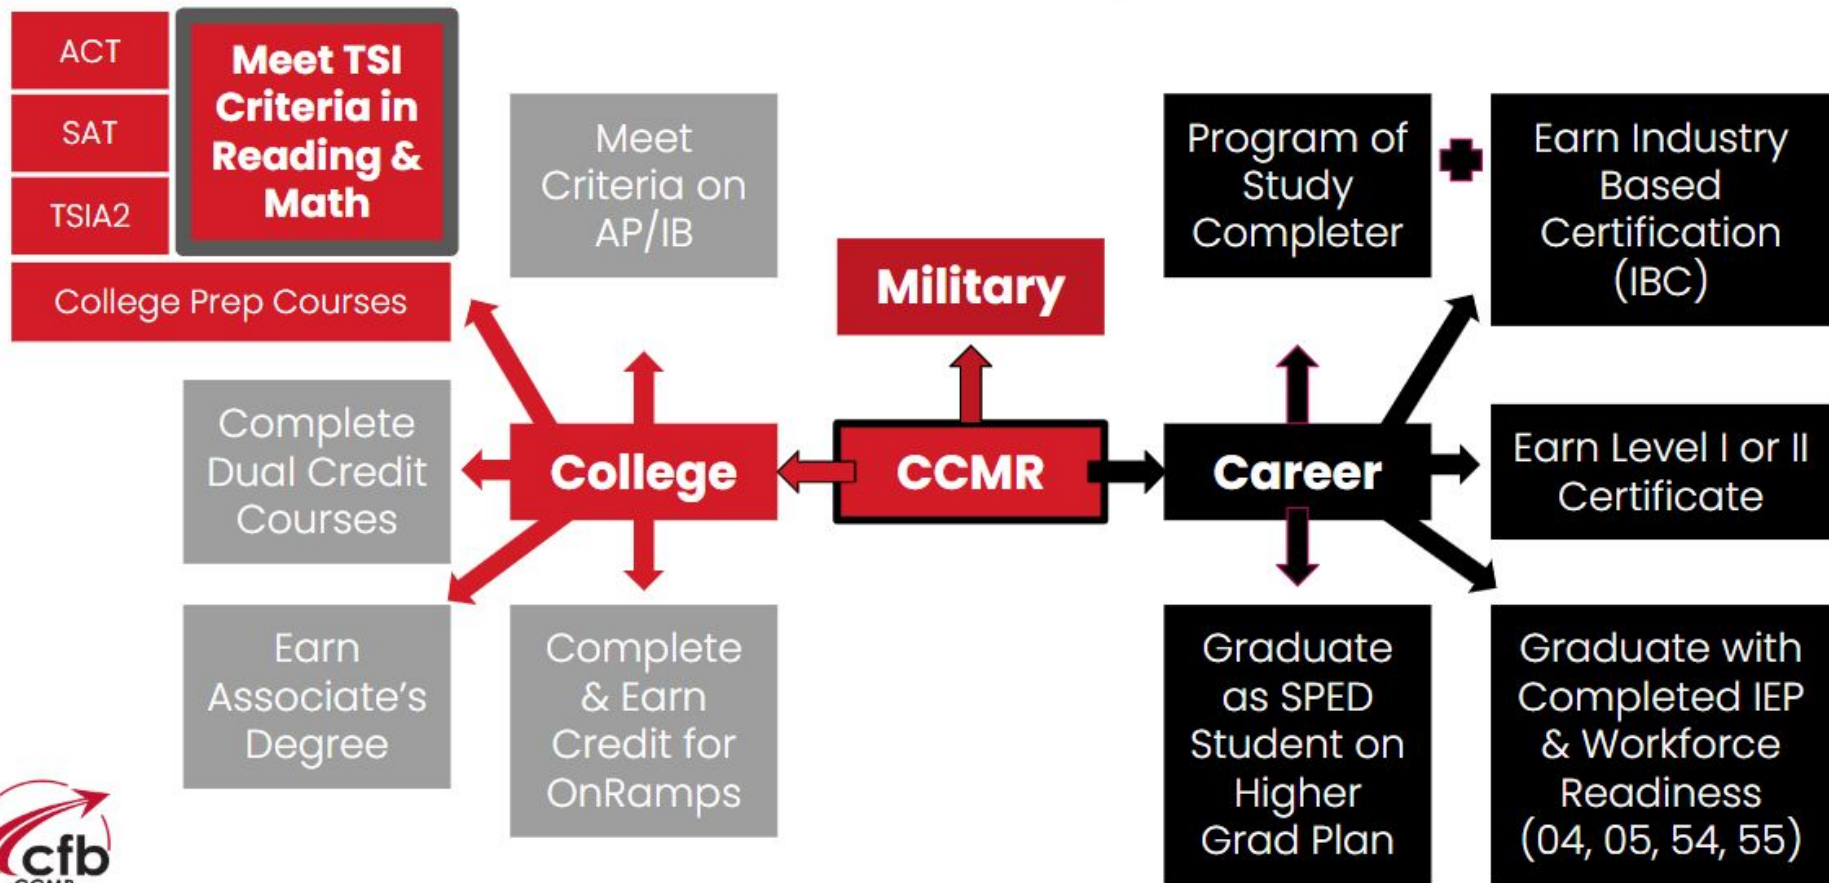 ACT
SAT
TSIA2
Meet TSI
Criteria in
Reading &
Math
College Prep Courses
Meet
Criteria on
AP/IB
Military
Program of
Study
Completer
Earn Industry
Based
Certification
(IBC)
Complete
Dual Credit
Courses
College
CCMR
Career
Earn Level I or II
Certificate
Earn
Associate’s
Degree
Complete
& Earn
Credit for
OnRamps
Graduate
as SPED
Student on
Higher
Grad Plan
Graduate with
Completed IEP
& Workforce
Readiness
(04, 05, 54, 55)
cfb